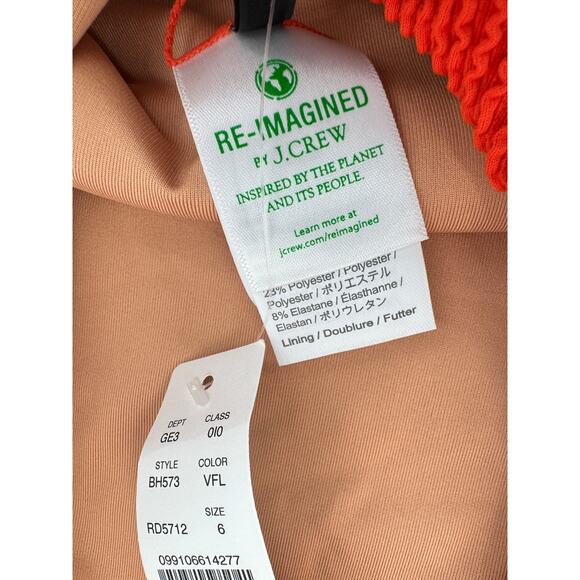 RE-IMAGINED
BY J.CREW
INSPIRED BY THE PLANET
AND ITS PEOPLE.
Learn more at
jcrew.com/reimagined
23% Polyester / Polyester /
Polyester / ポリエステル
8% Elastane / Élasthanne /
Elastan / ポリウレタン
Lining / Doublure / Futter
DEPT CLASS
GE3 0I0
STYLE COLOR
BH573 VFL
SIZE
RD5712 6
099106614277